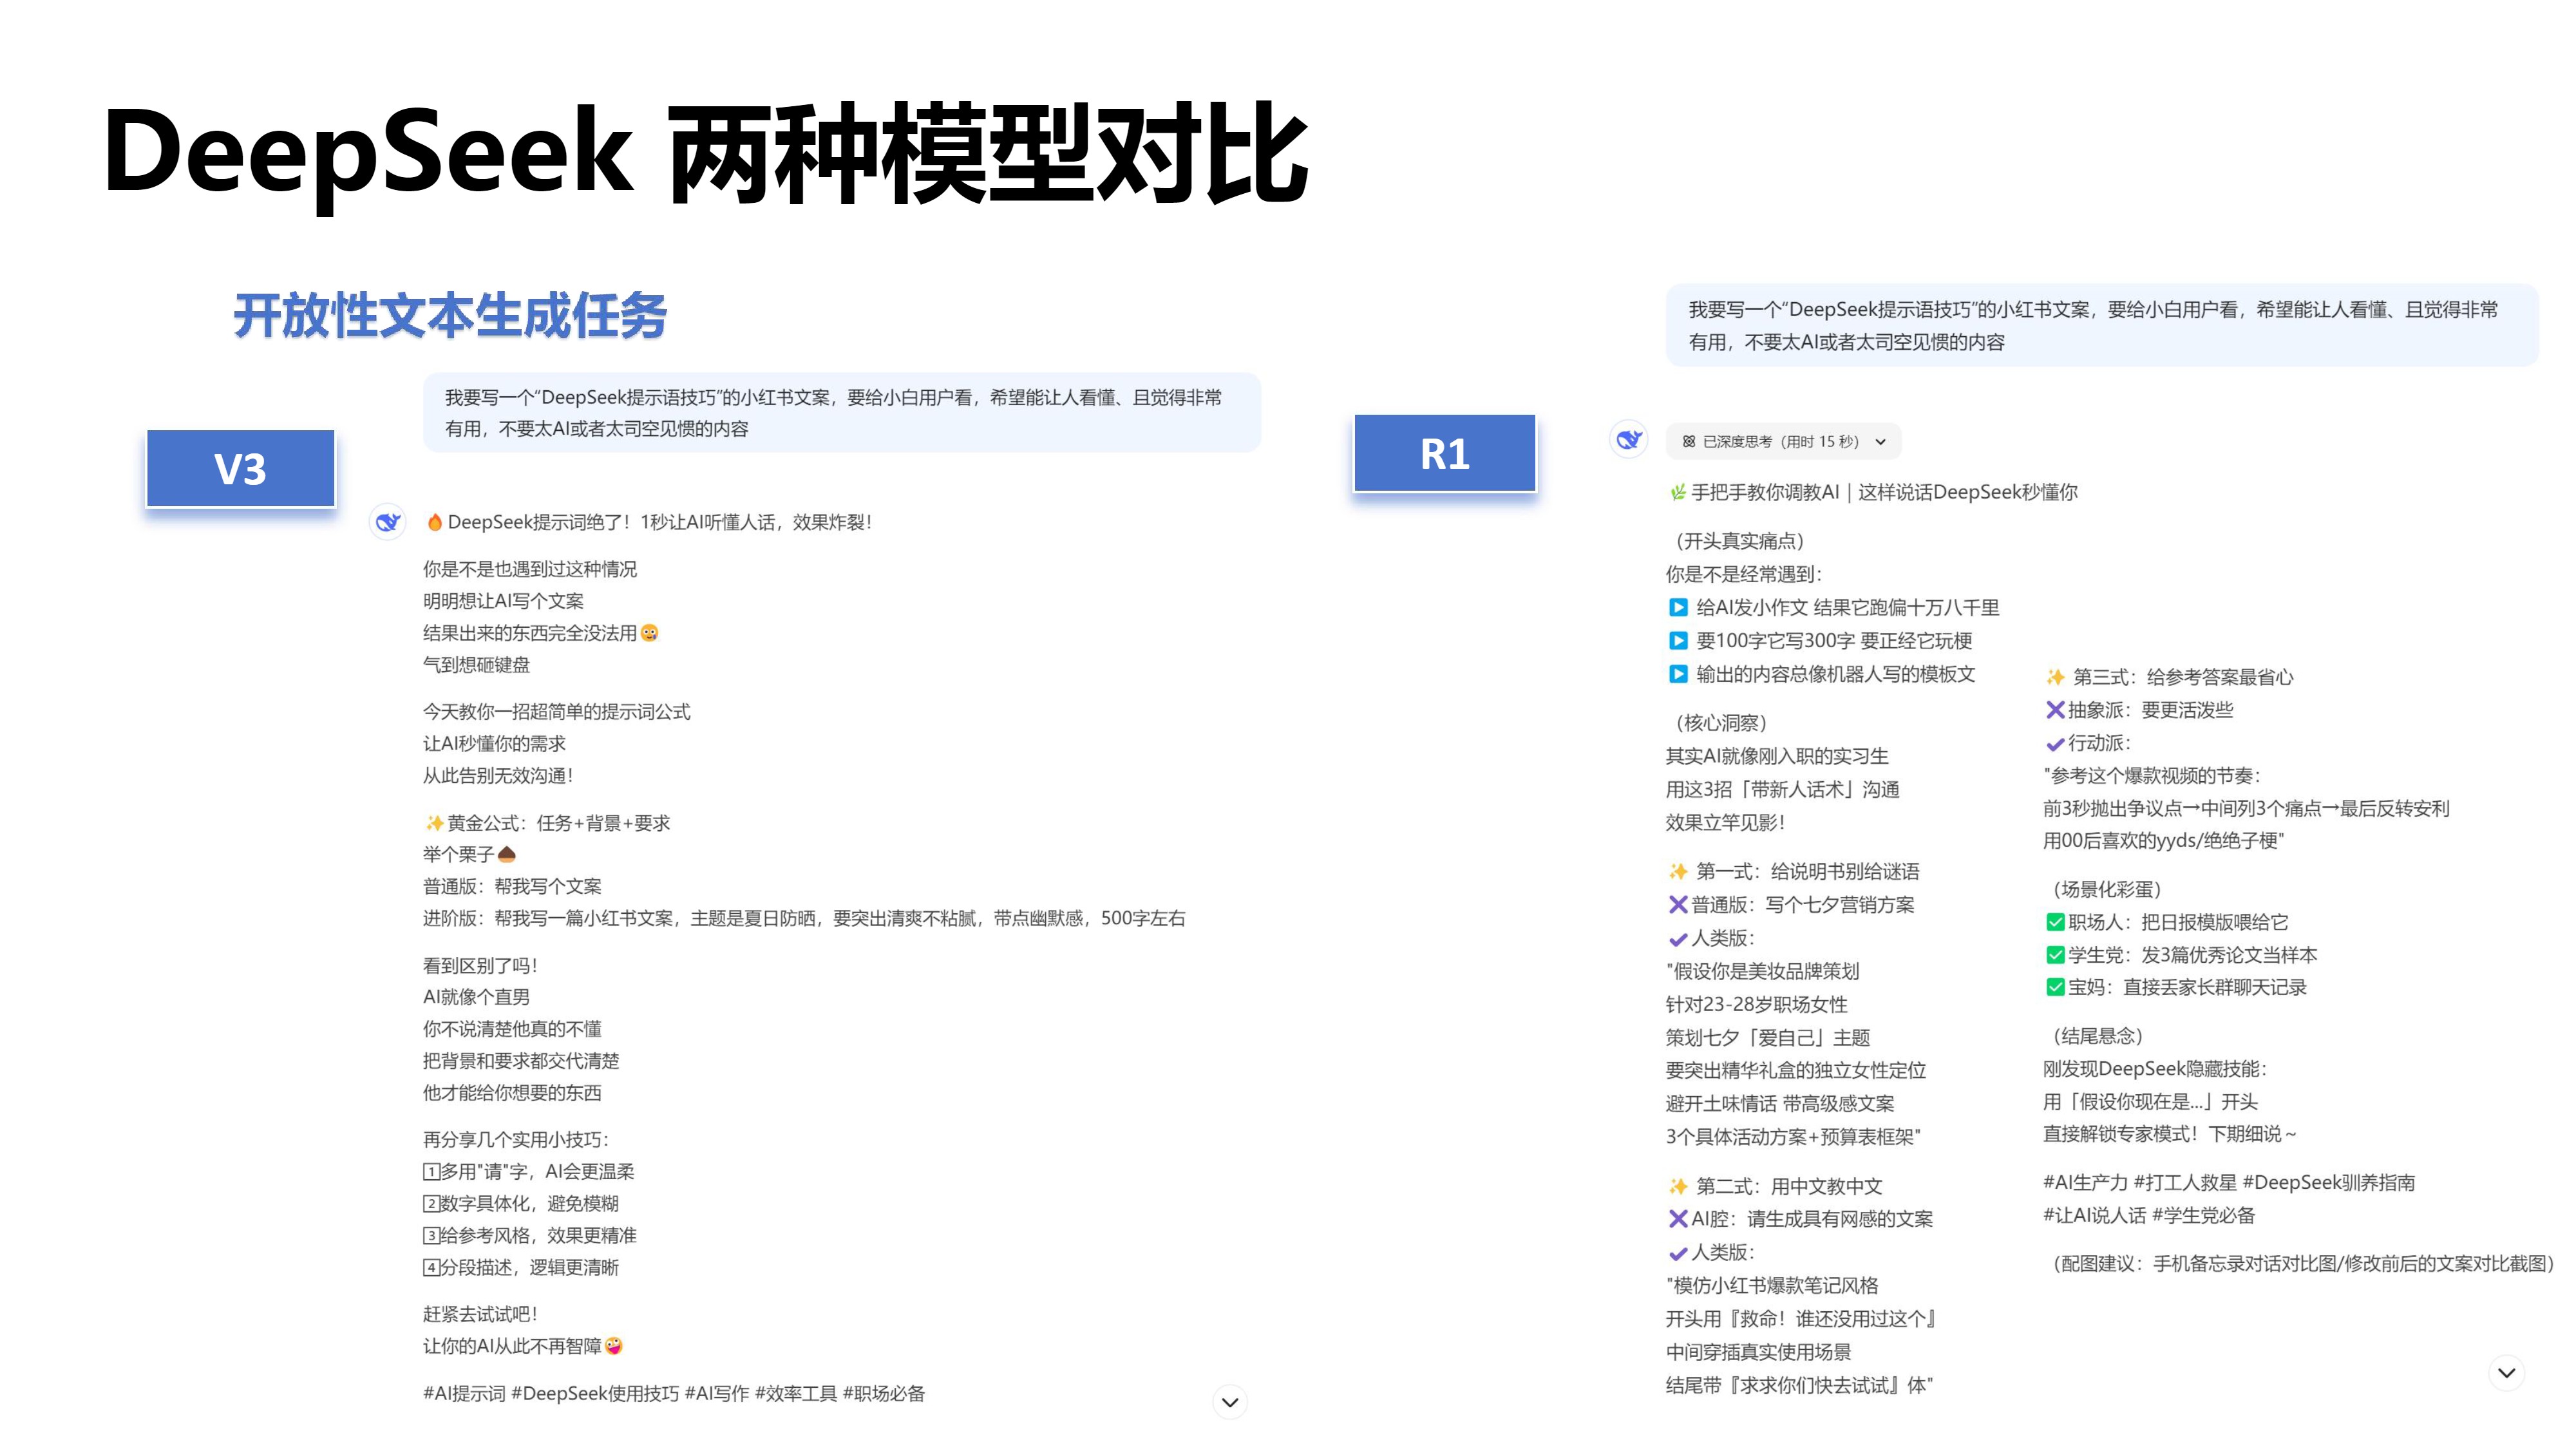 DeepSeek 两种模型对比
开放性文本生成任务
我要写一个“DeepSeek提示语技巧”的小红书文案，要给小白用户看，希望能让人看懂、且觉得非常
有用，不要太AI或者太司空见惯的内容
V3
🔥DeepSeek提示词绝了！1秒让AI听懂人话，效果炸裂！
你是不是也遇到过这种情况
明明想让AI写个文案
结果出来的东西完全没法用🤬
气到想砸键盘
今天教你一招超简单的提示词公式
让AI秒懂你的需求
从此告别无效沟通！
✨黄金公式：任务+背景+要求
举个栗子🌰
普通版：帮我写个文案
进阶版：帮我写一篇小红书文案，主题是夏日防晒，要突出清爽不粘腻，带点幽默感，500字左右
看到区别了吗！
AI就像个直男
你不说清楚他真的不懂
把背景和要求都交代清楚
他才能给你想要的东西
再分享几个实用小技巧：
1️⃣多用"请"字，AI会更温柔
2️⃣数字具体化，避免模糊
3️⃣给参考风格，效果更精准
4️⃣分段描述，逻辑更清晰
赶紧去试试吧！
让你的AI从此不再智障🤪
#AI提示词 #DeepSeek使用技巧 #AI写作 #效率工具 #职场必备
我要写一个“DeepSeek提示语技巧”的小红书文案，要给小白用户看，希望能让人看懂、且觉得非常
有用，不要太AI或者太司空见惯的内容
R1
已深度思考（用时 15 秒）
🌿手把手教你调教AI｜这样说话DeepSeek秒懂你
（开头真实痛点）
你是不是经常遇到：
▶️ 给AI发小作文 结果它跑偏十万八千里
▶️ 要100字它写300字 要正经它玩梗
▶️ 输出的内容总像机器人写的模板文
（核心洞察）
其实AI就像刚入职的实习生
用这3招「带新人话术」沟通
效果立竿见影！
✨ 第一式：给说明书别给谜语
❌普通版：写个七夕营销方案
✔️人类版：
"假设你是美妆品牌策划
针对23-28岁职场女性
策划七夕「爱自己」主题
要突出精华礼盒的独立女性定位
避开土味情话 带高级感文案
3个具体活动方案+预算表框架"
✨ 第二式：用中文教中文
❌AI腔：请生成具有网感的文案
✔️人类版：
"模仿小红书爆款笔记风格
开头用『救命！谁还没用过这个』
中间穿插真实使用场景
结尾带『求求你们快去试试』体"
✨ 第三式：给参考答案最省心
❌抽象派：要更活泼些
✔️行动派：
"参考这个爆款视频的节奏：
前3秒抛出争议点→中间列3个痛点→最后反转安利
用00后喜欢的yyds/绝绝子梗"
（场景化彩蛋）
✅职场人：把日报模版喂给它
✅学生党：发3篇优秀论文当样本
✅宝妈：直接丢家长群聊天记录
（结尾悬念）
刚发现DeepSeek隐藏技能：
用「假设你现在是...」开头
直接解锁专家模式！下期细说～
#AI生产力 #打工人救星 #DeepSeek驯养指南
#让AI说人话 #学生党必备
（配图建议：手机备忘录对话对比图/修改前后的文案对比截图）